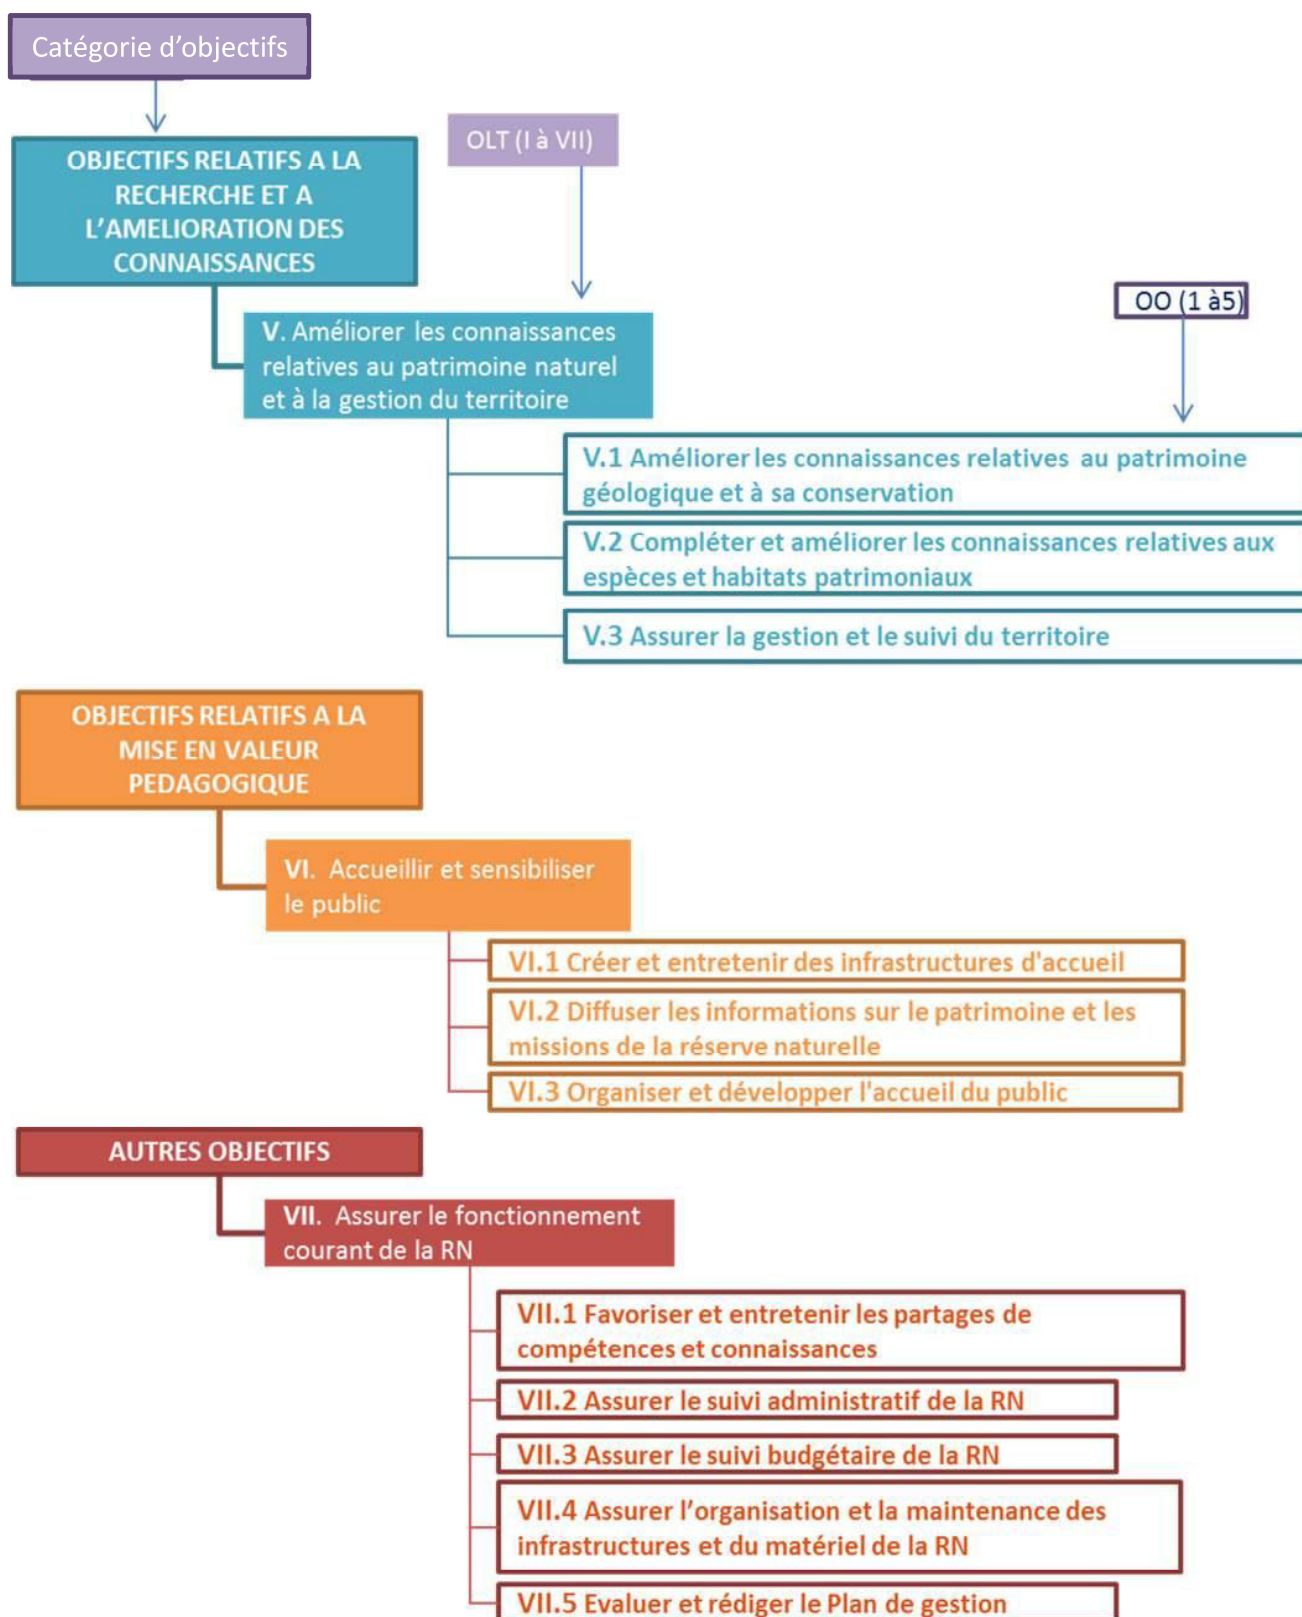 Catégorie d'objectifs
OLT (I à VII)
OBJECTIFS RELATIFS A LA
RECHERCHE ET A
L'AMELIORATION DES
CONNAISSANCES
OO (1 à5)
V. Améliorer les connaissances
relatives au patrimoine naturel
et à la gestion du territoire
V.1 Améliorer les connaissances relatives au patrimoine
géologique et à sa conservation
V.2 Compléter et améliorer les connaissances relatives aux
espèces et habitats patrimoniaux
V.3 Assurer la gestion et le suivi du territoire
OBJECTIFS RELATIFS A LA
MISE EN VALEUR
PEDAGOGIQUE
VI. Accueillir et sensibiliser
le public
VI.1 Créer et entretenir des infrastructures d'accueil
VI.2 Diffuser les informations sur le patrimoine et les
missions de la réserve naturelle
VI.3 Organiser et développer l'accueil du public
AUTRES OBJECTIFS
VII. Assurer le fonctionnement
courant de la RN
VII.1 Favoriser et entretenir les partages de
compétences et connaissances
VII.2 Assurer le suivi administratif de la RN
VII.3 Assurer le suivi budgétaire de la RN
VII.4 Assurer l'organisation et la maintenance des
infrastructures et du matériel de la RN
VII.5 Evaluer et rédiger le Plan de gestion